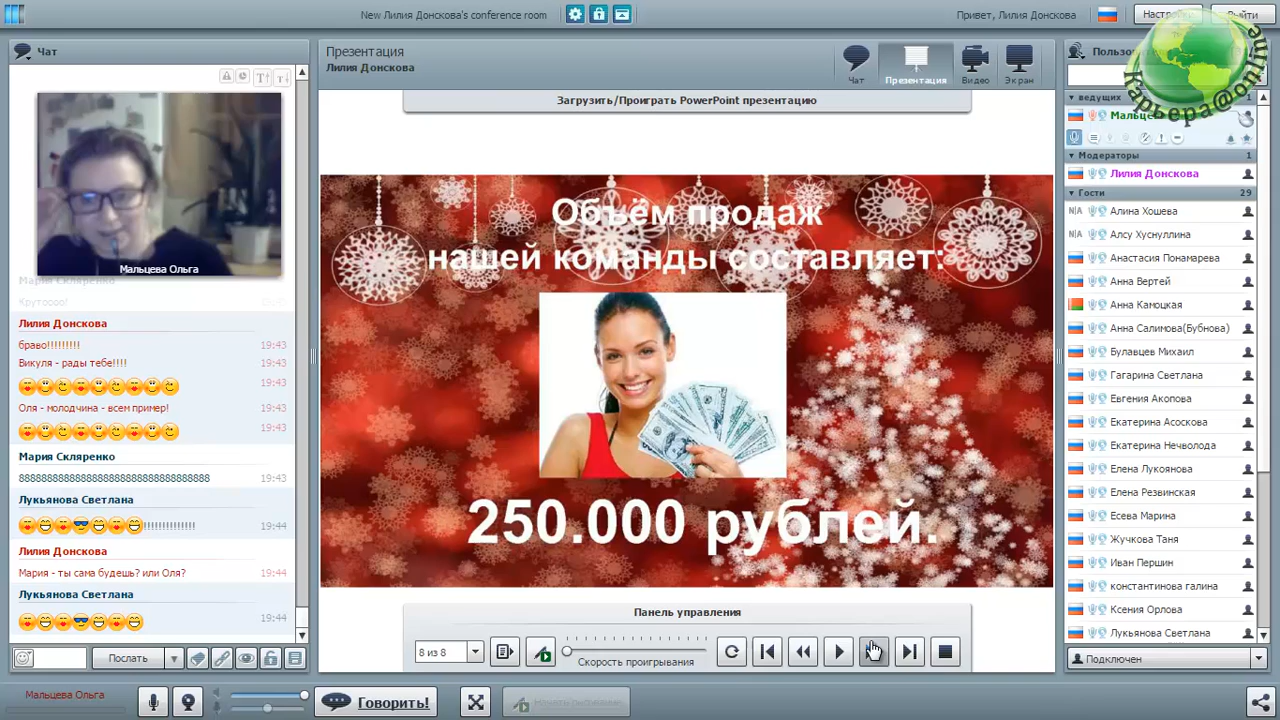 New Лилия Донскова's conference room
Привет, Лилия Донскова
Настройки
Выйти
Чат
Мальцева Ольга
Мария Скляренко
Крутоооо!
Лилия Донскова
браво!!!!!!!!!
19:43
Викуля - рады тебе!!!!
19:43
19:43
Оля - молодчина - всем пример!
19:43
19:43
Мария Скляренко
19:43
Лукьянова Светлана
!!!!!!!!!!!!!!
19:44
Лилия Донскова
Мария - ты сама будешь? или Оля?
19:44
Лукьянова Светлана
19:44
Послать
Презентация
Лилия Донскова
Чат
Презентация
Видео
Экран
Загрузить/Проиграть PowerPoint презентацию
Объём продаж
нашей команды составляет:
250.000 рублей.
Панель управления
8 из 8
Скорость проигрывания
карьера@online
ведущих
1
Модераторы
1
Лилия Донскова
Гости
29
N/A Алина Хошева
N/A Алсу Хуснуллина
Анастасия Понамарева
Анна Вертей
Анна Камоцкая
Анна Салимова(Бубнова)
Булавцев Михаил
Гагарина Светлана
Евгения Акопова
Екатерина Асоскова
Екатерина Нечволода
Елена Лукоянова
Елена Резвинская
Есева Марина
Жучкова Таня
Иван Першин
константинова галина
Ксения Орлова
Лукьянова Светлана
Подключен
Мальцева Ольга
Говорить!